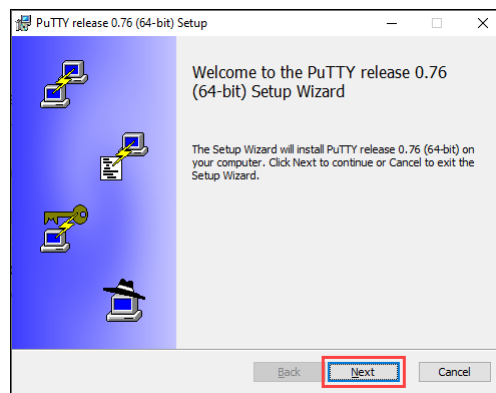 PuTTY release 0.76 (64-bit) Setup
Welcome to the PuTTY release 0.76
(64-bit) Setup Wizard
The Setup Wizard will install PuTTY release 0.76 (64-bit) on
your computer. Click Next to continue or Cancel to exit the
Setup Wizard.
Back Next Cancel